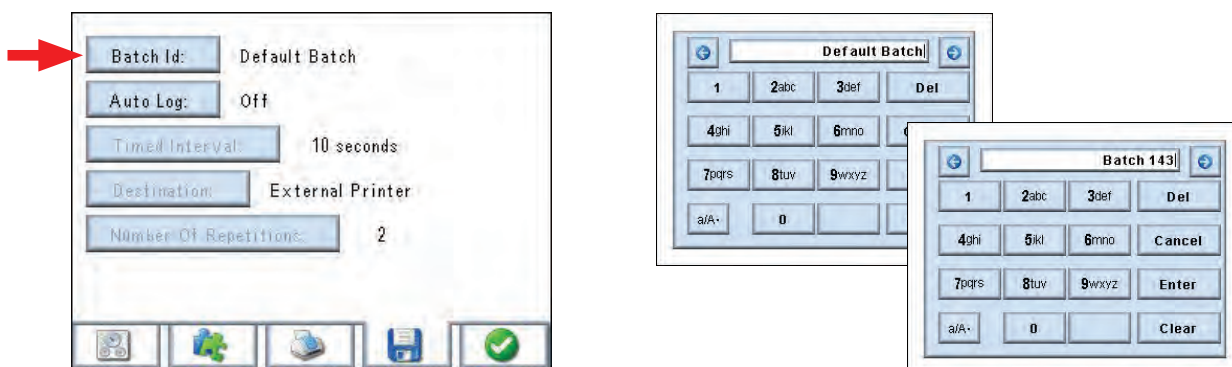 Batch Id: Default Batch
Auto Log: Off
Timed Interval: 10 seconds
Destination: External Printer
Number Of Repetitions: 2
Default Batch
1 2abc 3def Del
4ghi 5jkl 6mno
7pqrs 8tuv 9wxyz
a/A· 0
Batch 143
1 2abc 3def Del
4ghi 5jkl 6mno Cancel
7pqrs 8tuv 9wxyz Enter
a/A· 0 Clear